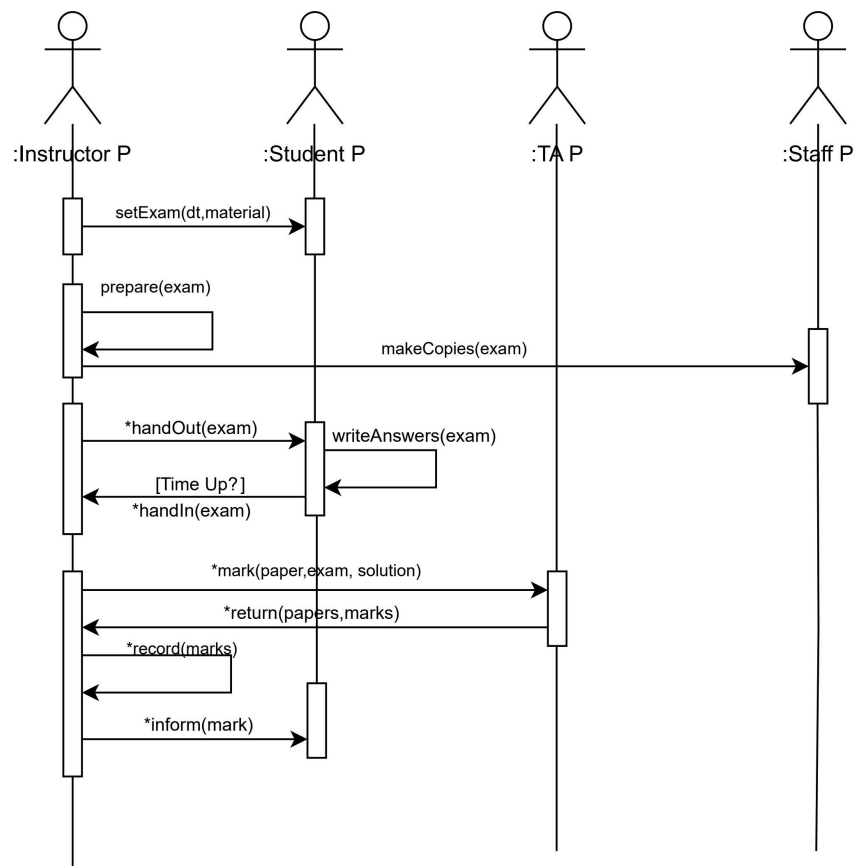 :Instructor P
:Student P
:TA P
:Staff P
setExam(dt,material)
prepare(exam)
makeCopies(exam)
*handOut(exam)
writeAnswers(exam)
[Time Up?]
*handIn(exam)
*mark(paper,exam, solution)
*return(papers,marks)
*record(marks)
*inform(mark)